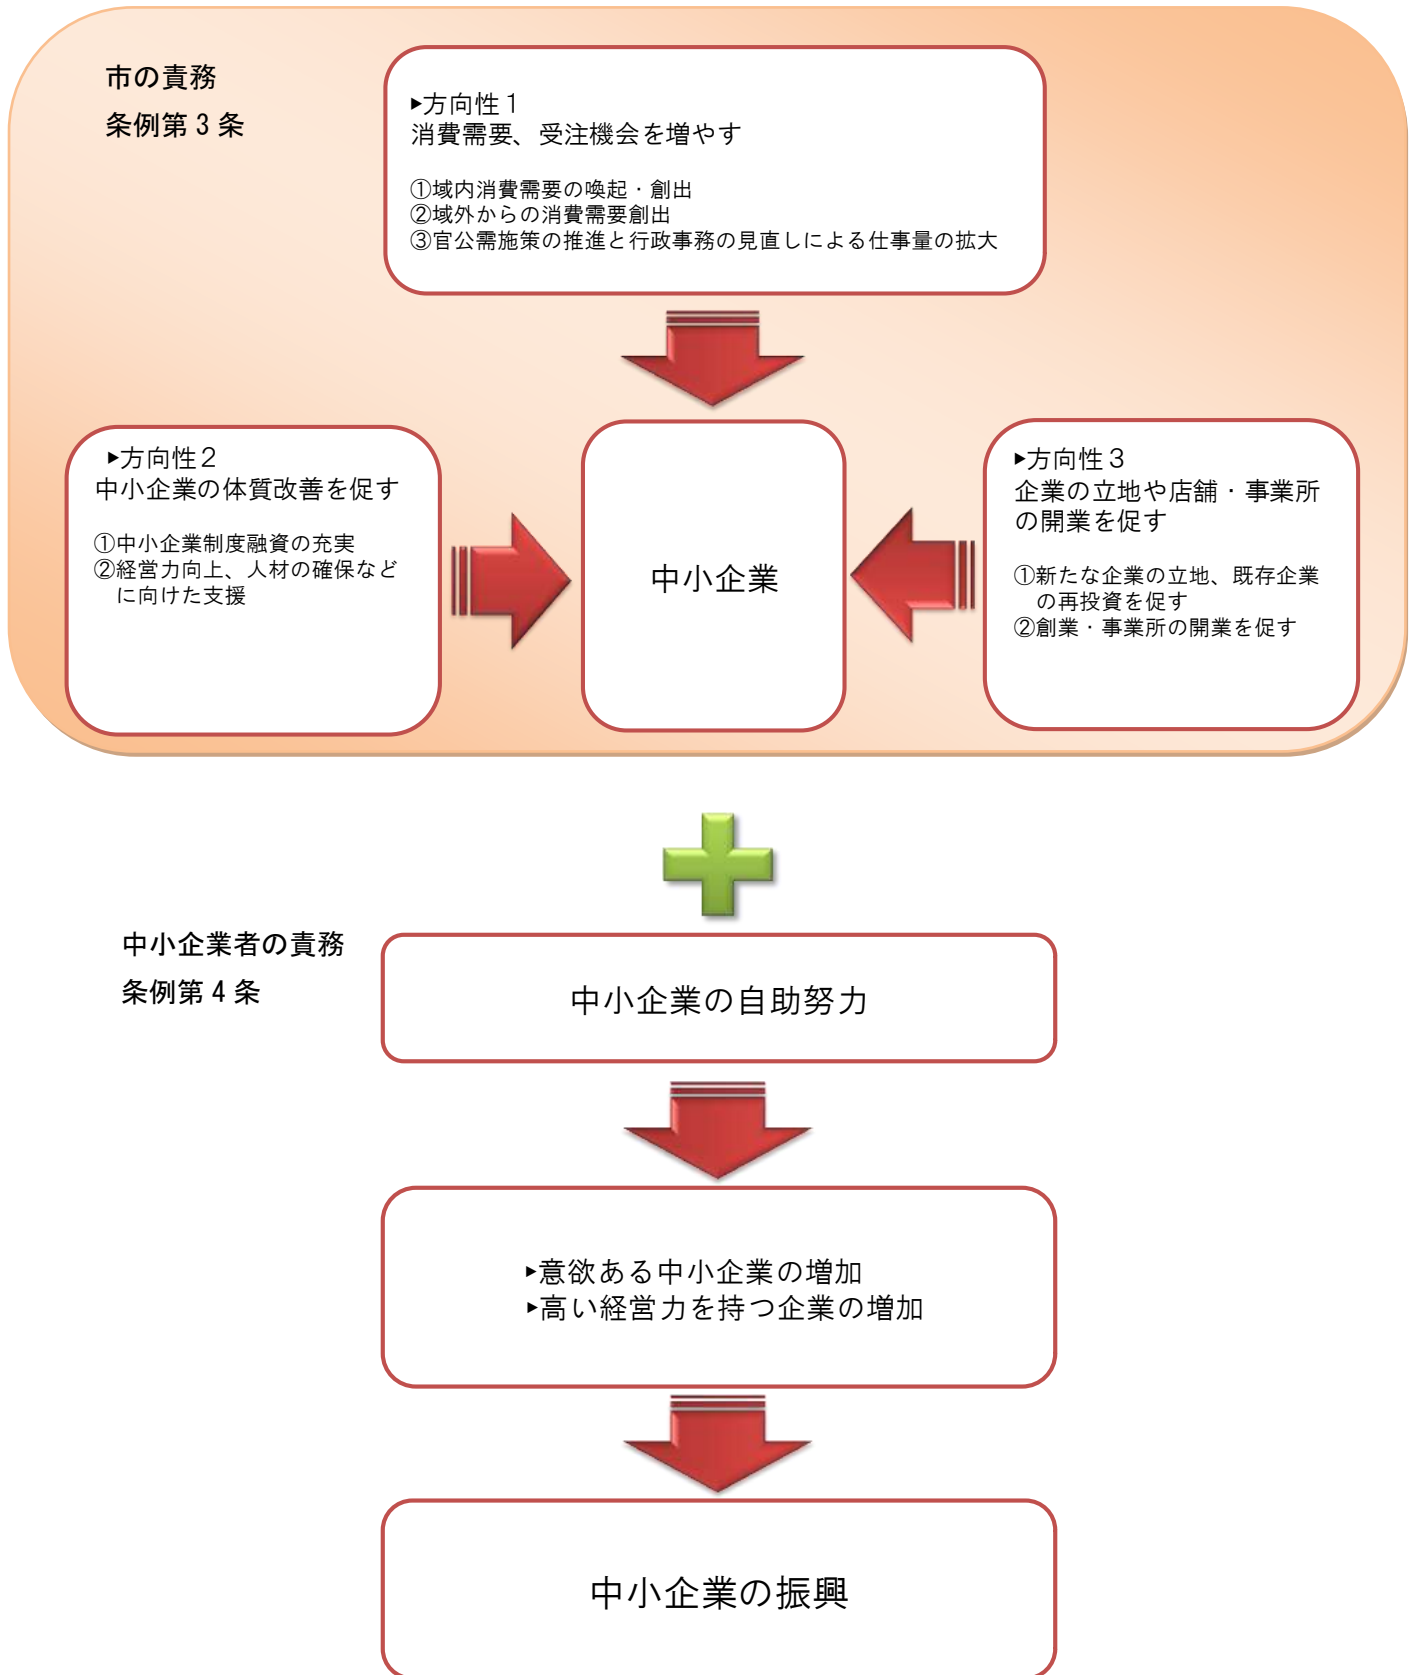 市の責務
条例第3条
▶方向性1
消費需要、受注機会を増やす
①域内消費需要の喚起・創出
②域外からの消費需要創出
③官公需施策の推進と行政事務の見直しによる仕事量の拡大
▶方向性2
中小企業の体質改善を促す
①中小企業制度融資の充実
②経営力向上、人材の確保など
に向けた支援
中小企業
▶方向性3
企業の立地や店舗・事業所
の開業を促す
①新たな企業の立地、既存企業
の再投資を促す
②創業・事業所の開業を促す
中小企業者の責務
条例第4条
中小企業の自助努力
▶意欲ある中小企業の増加
▶高い経営力を持つ企業の増加
中小企業の振興